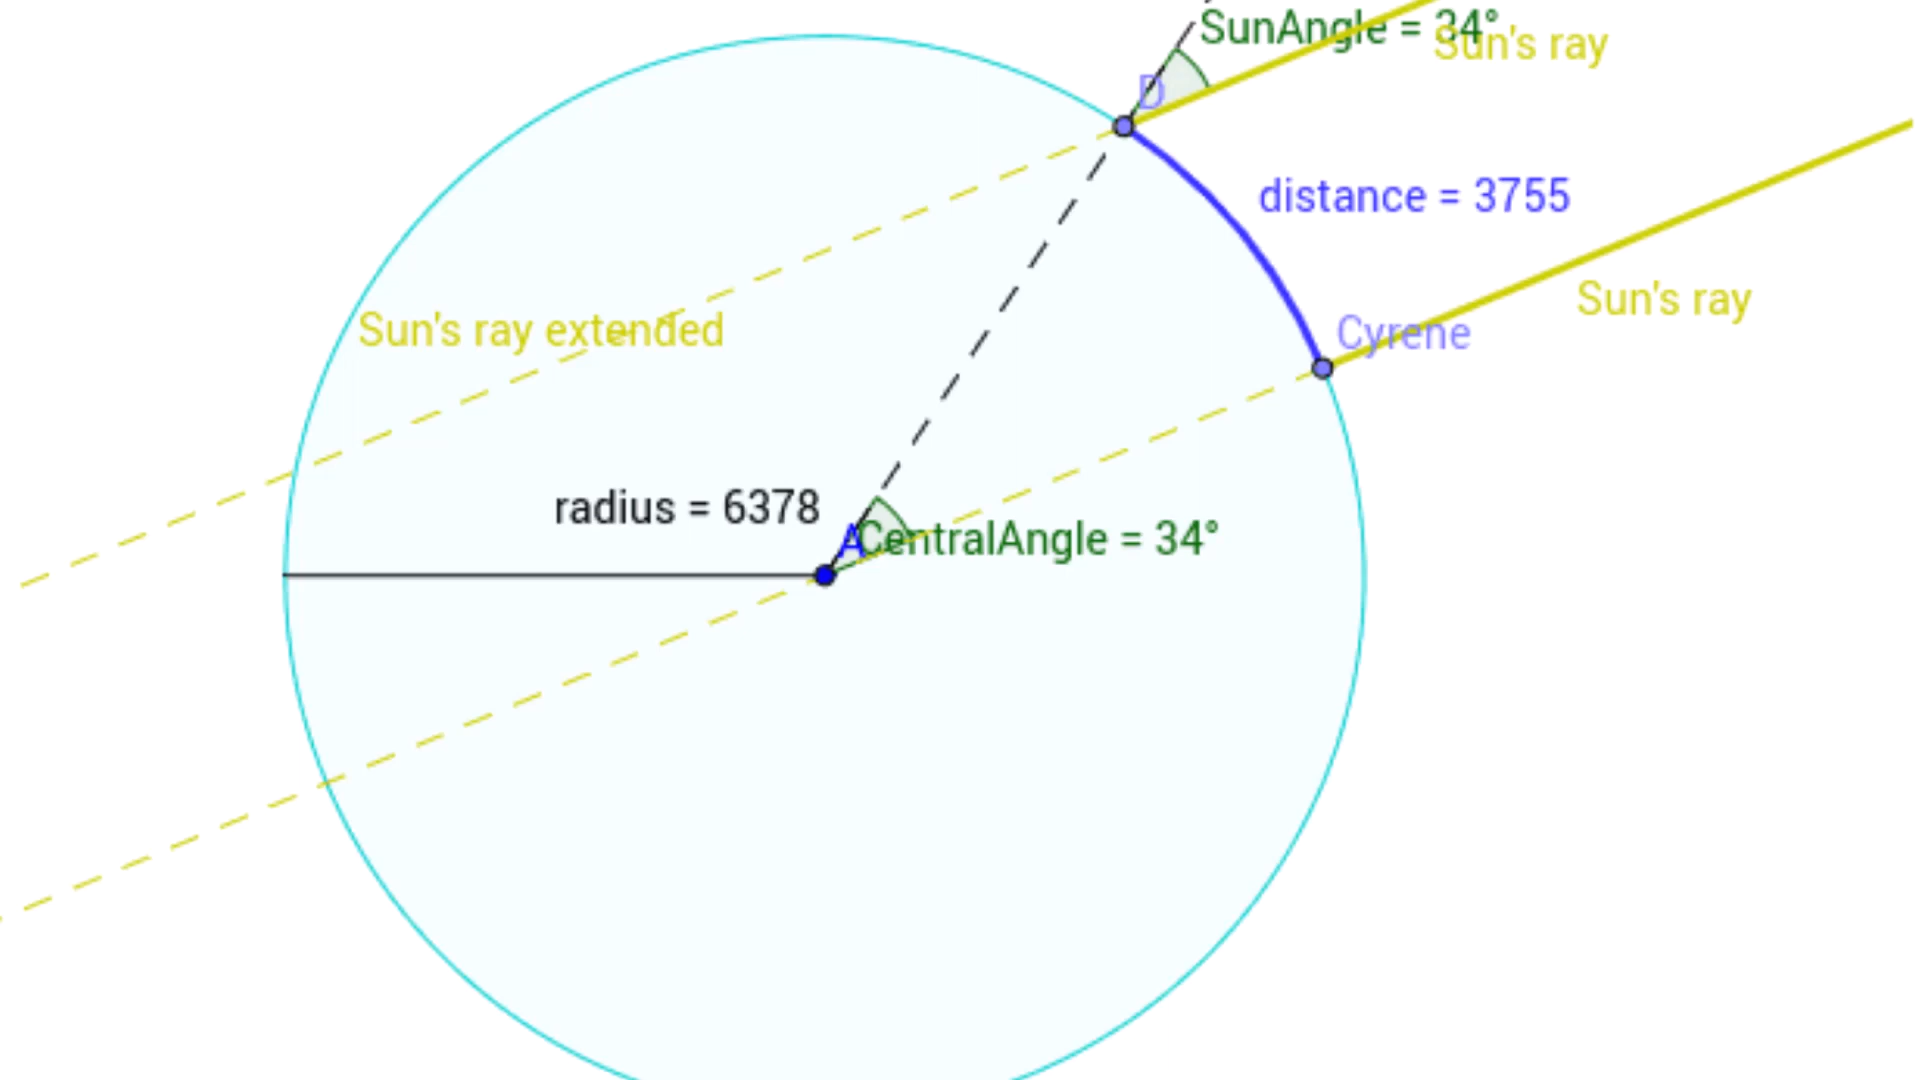 SunAngle = 34°
Sun's ray
D
distance = 3755
Sun's ray
Cyrene
Sun's ray extended
radius = 6378
A
CentralAngle = 34°